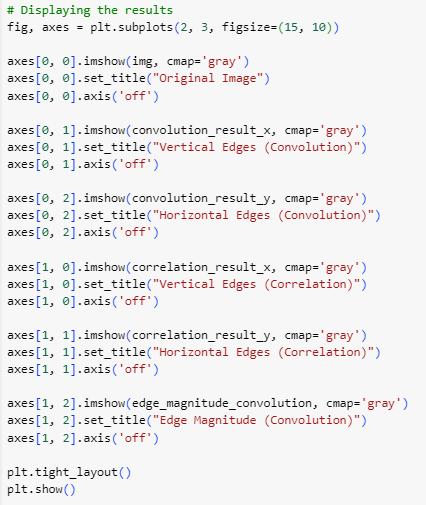 # Displaying the results
fig, axes = plt.subplots(2, 3, figsize=(15, 10))
axes[0, 0].imshow(img, cmap='gray')
axes[0, 0].set_title("Original Image")
axes[0, 0].axis('off')
axes[0, 1].imshow(convolution_result_x, cmap='gray')
axes[0, 1].set_title("Vertical Edges (Convolution)")
axes[0, 1].axis('off')
axes[0, 2].imshow(convolution_result_y, cmap='gray')
axes[0, 2].set_title("Horizontal Edges (Convolution)")
axes[0, 2].axis('off')
axes[1, 0].imshow(correlation_result_x, cmap='gray')
axes[1, 0].set_title("Vertical Edges (Correlation)")
axes[1, 0].axis('off')
axes[1, 1].imshow(correlation_result_y, cmap='gray')
axes[1, 1].set_title("Horizontal Edges (Correlation)")
axes[1, 1].axis('off')
axes[1, 2].imshow(edge_magnitude_convolution, cmap='gray')
axes[1, 2].set_title("Edge Magnitude (Convolution)")
axes[1, 2].axis('off')
plt.tight_layout()
plt.show()